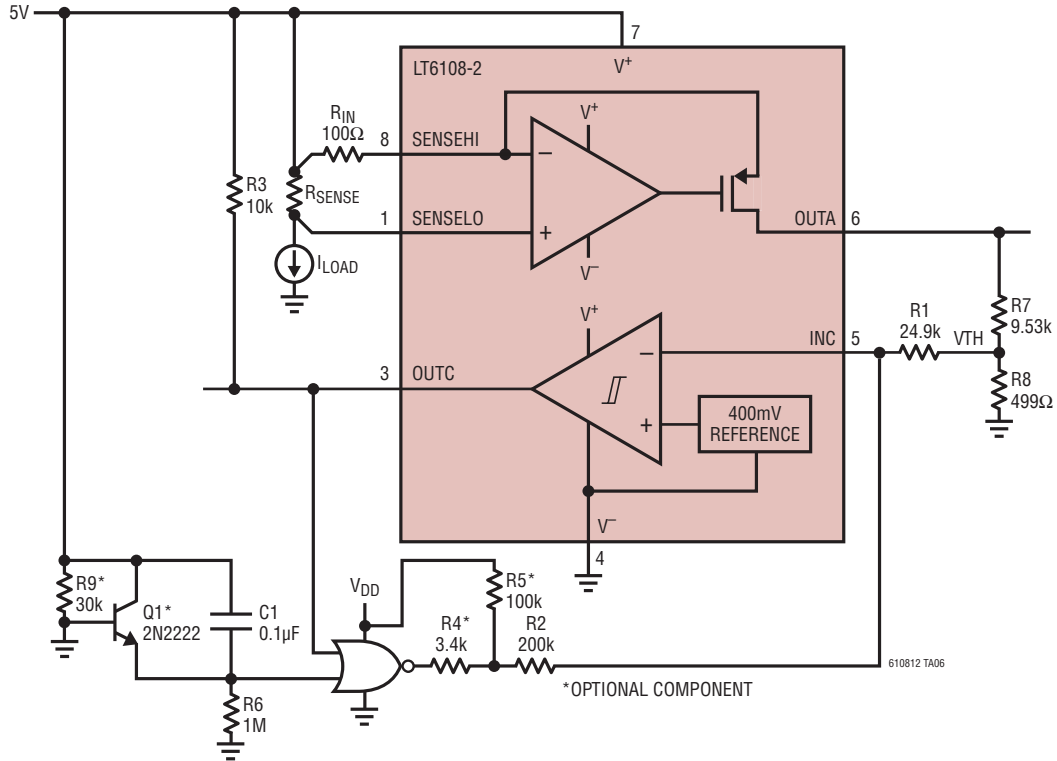 5V
7
V+
LT6108-2
RIN
100Ω
8
SENSEHI
V+
−
R3
10k
RSENSE
1
SENSELO
+
V−
OUTA
6
ILOAD
V+
INC
5
R1
24.9k
VTH
R7
9.53k
−
3
OUTC
+
400mV
REFERENCE
R8
499Ω
V−
4
R9*
30k
Q1*
2N2222
C1
0.1µF
VDD
R5*
100k
R4*
3.4k
R2
200k
610812 TA06
*OPTIONAL COMPONENT
R6
1M